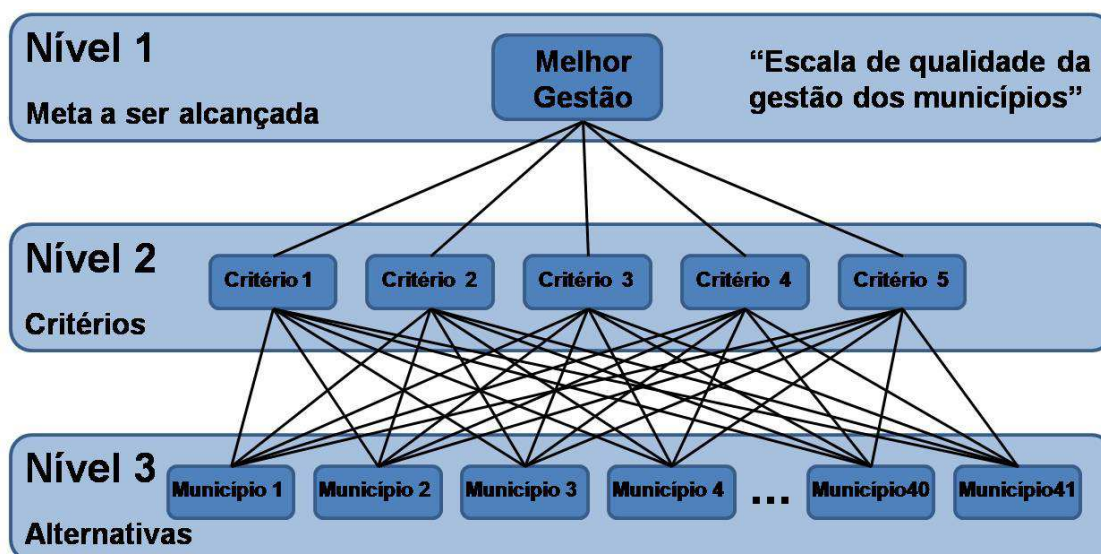 Nível 1
Meta a ser alcançada
Melhor
Gestão
“Escala de qualidade da
gestão dos municípios”
Nível 2
Critérios
Critério 1
Critério 2
Critério 3
Critério 4
Critério 5
Nível 3
Alternativas
Município 1
Município 2
Município 3
Município 4
...
Município40
Município41